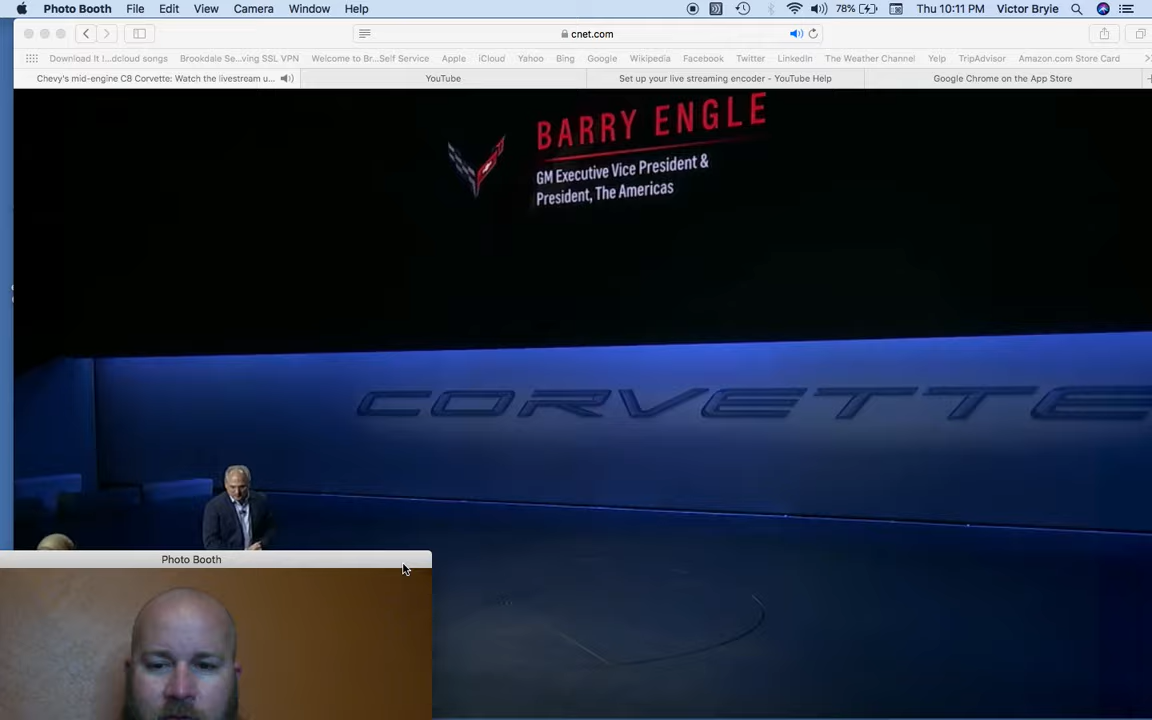 Photo Booth File Edit View Camera Window Help 78% Thu 10:11 PM Victor Bryie
cnet.com
Download It I...dcloud songs Brookdale Se...ving SSL VPN Welcome to Br...Self Service Apple iCloud Yahoo Bing Google Wikipedia Facebook Twitter LinkedIn The Weather Channel Yelp TripAdvisor Amazon.com Store Card
Chevy's mid-engine C8 Corvette: Watch the livestream u... YouTube Set up your live streaming encoder - YouTube Help Google Chrome on the App Store
BARRY ENGLE
GM Executive Vice President &
President, The Americas
CORVETTE
Photo Booth